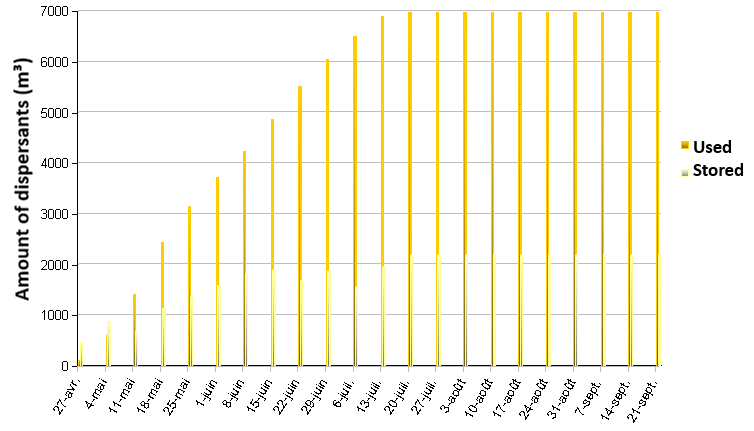 Amount of dispersants (m³)
7000
6000
5000
4000
3000
2000
1000
0
27-avr.
4-mai
11-mai
18-mai
25-mai
1-juin
8-juin
15-juin
22-juin
29-juin
6-juil.
13-juil.
20-juil.
27-juil.
3-août
10-août
17-août
24-août
31-août
7-sept.
14-sept.
21-sept.
Used
Stored